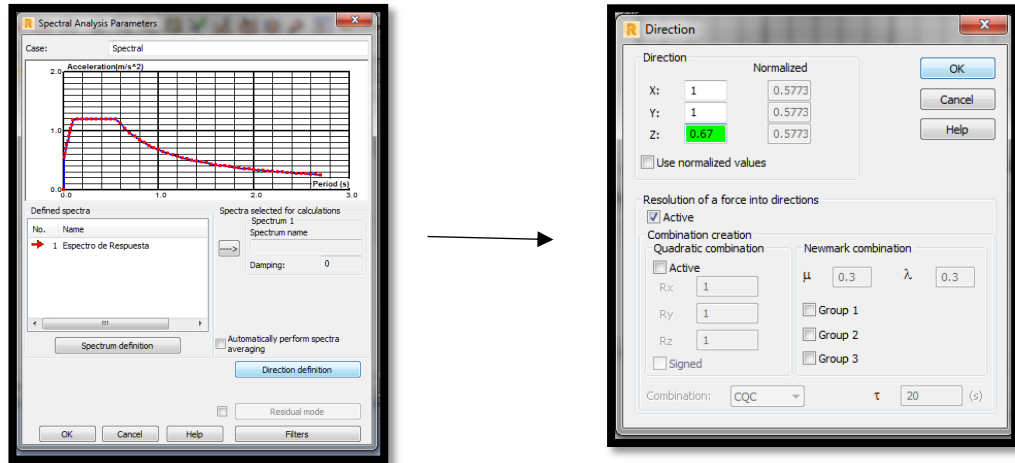 Spectral Analysis Parameters
Case: Spectral
Acceleration(m/s^2)
2.0
1.0
0.0
Period (s)
0.0 1.0 2.0 3.0
Defined spectra
No. Name
1 Espectro de Respuesta
Spectrum definition
Spectra selected for calculations
Spectrum 1
Spectrum name
---->
Damping: 0
Automatically perform spectra
averaging
Direction definition
Residual mode
OK Cancel Help Filters
Direction
Direction
Normalized
X: 1 0.5773
Y: 1 0.5773
Z: 0.67 0.5773
Use normalized values
OK
Cancel
Help
Resolution of a force into directions
Active
Combination creation
Quadratic combination
Active
Rx 1
Ry 1
Rz 1
Signed
Newmark combination
μ 0.3 λ 0.3
Group 1
Group 2
Group 3
Combination: CQC τ 20 (s)